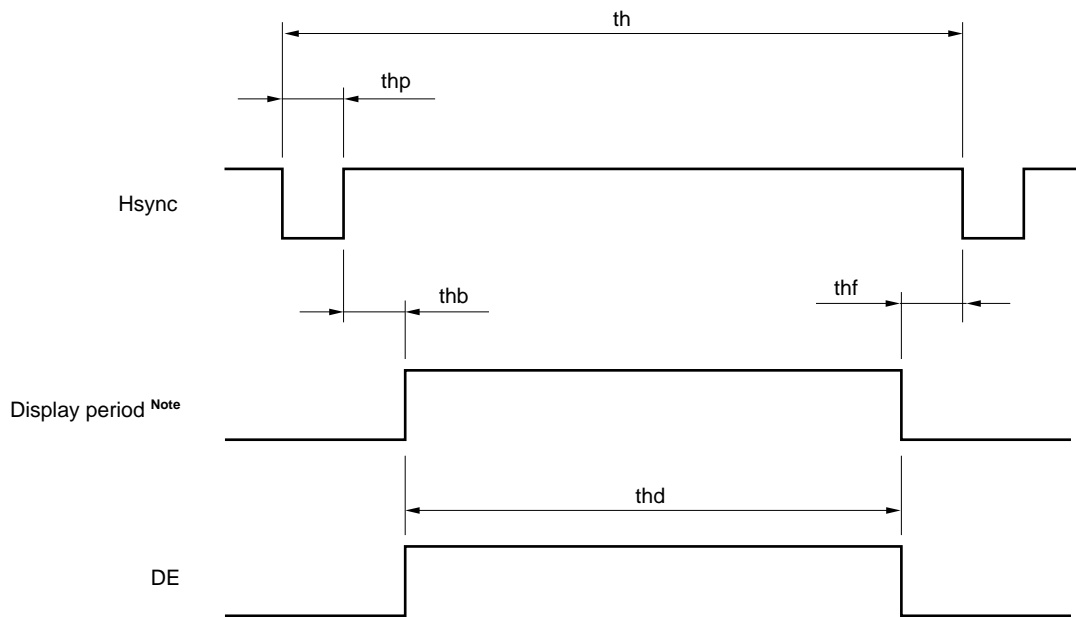 th
thp
Hsync
thb
thf
Display period Note
thd
DE